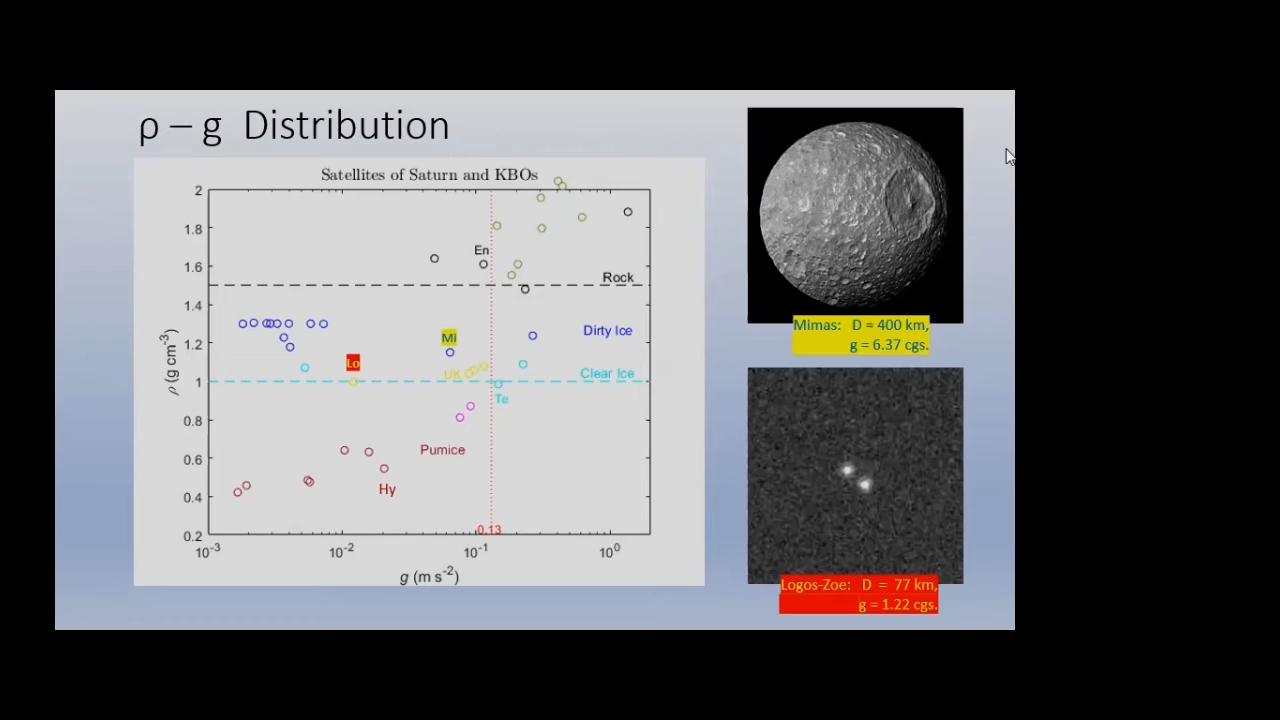 ρ – g Distribution
Satellites of Saturn and KBOs
2
1.8
1.6
1.4
1.2
1
0.8
0.6
0.4
0.2
ρ (g cm⁻³)
En
Rock
Dirty Ice
Mi
Lo
UK
Clear Ice
Te
Pumice
Hy
0.13
10⁻³ 10⁻² 10⁻¹ 10⁰
g (m s⁻²)
Mimas: D = 400 km,
g = 6.37 cgs.
Logos-Zoe: D = 77 km,
g = 1.22 cgs.